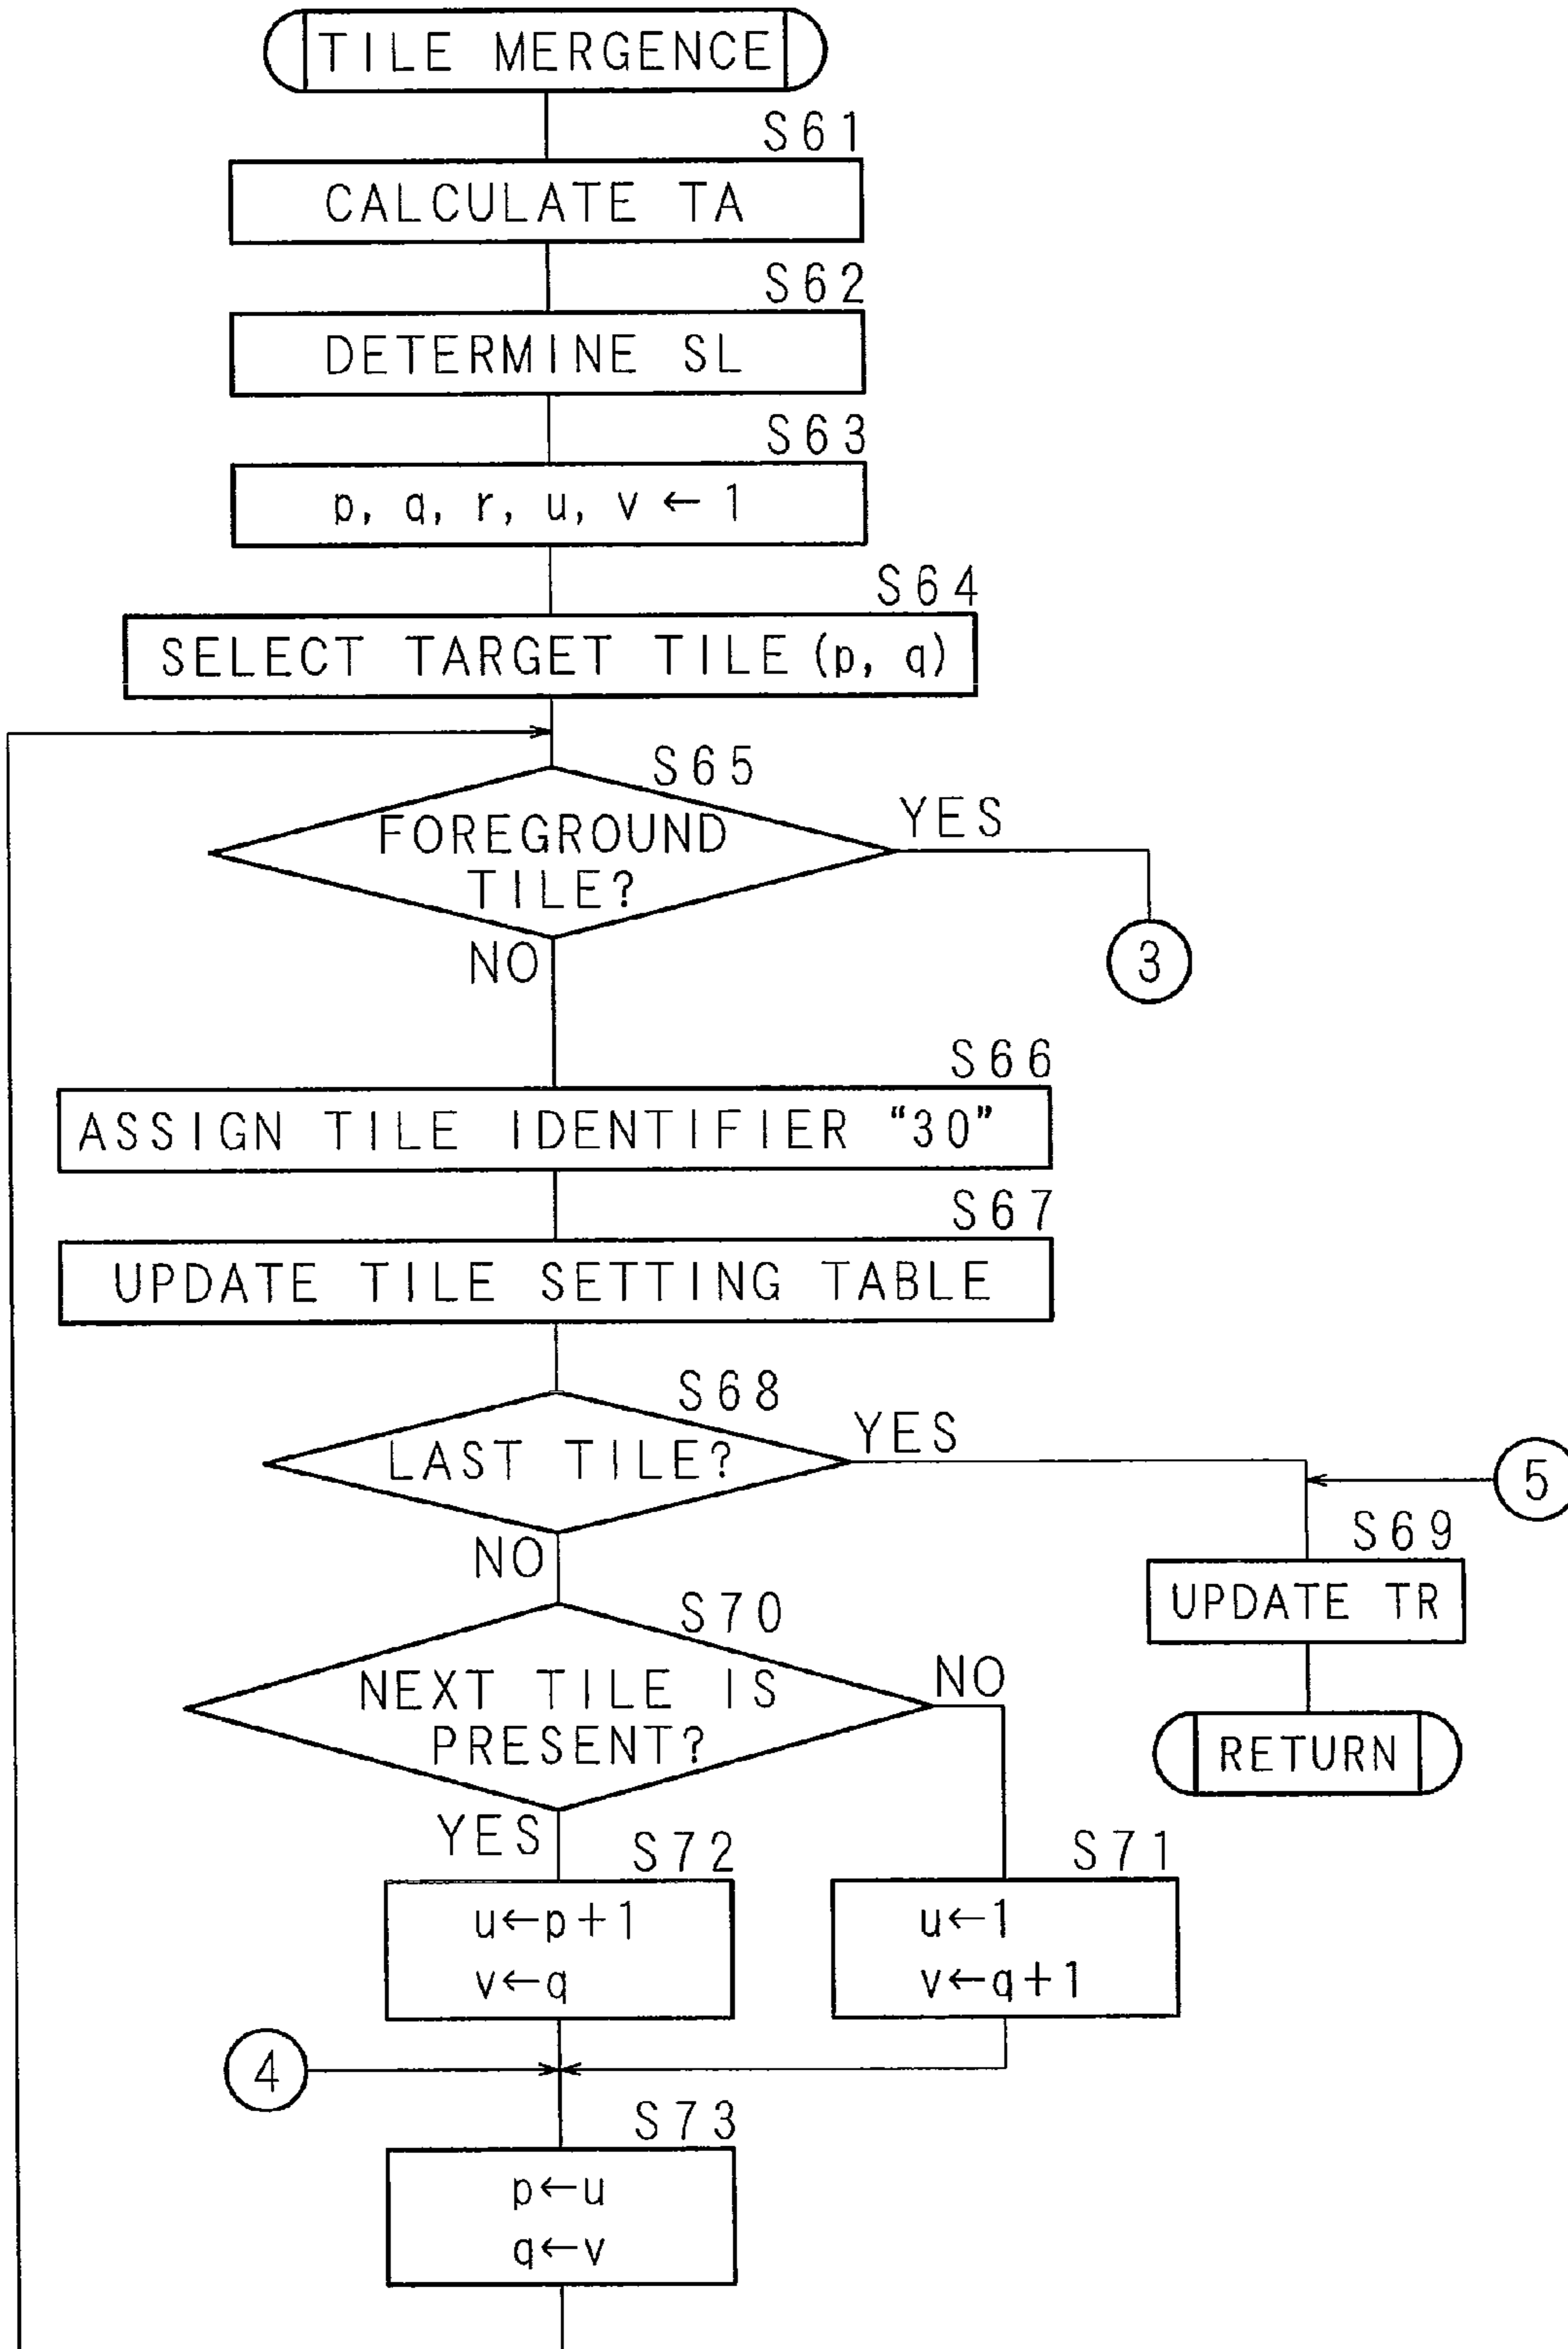 TILE MERGENCE
S61
CALCULATE TA
S62
DETERMINE SL
S63
p, q, r, u, v ← 1
S64
SELECT TARGET TILE (p, q)
S65
FOREGROUND
TILE?
YES
NO
3
S66
ASSIGN TILE IDENTIFIER “30”
S67
UPDATE TILE SETTING TABLE
S68
LAST TILE?
YES
5
NO
S69
UPDATE TR
S70
NEXT TILE IS
PRESENT?
NO
RETURN
YES
S72
S71
u←p+1
v←q
u←1
v←q+1
4
S73
p←u
q←v